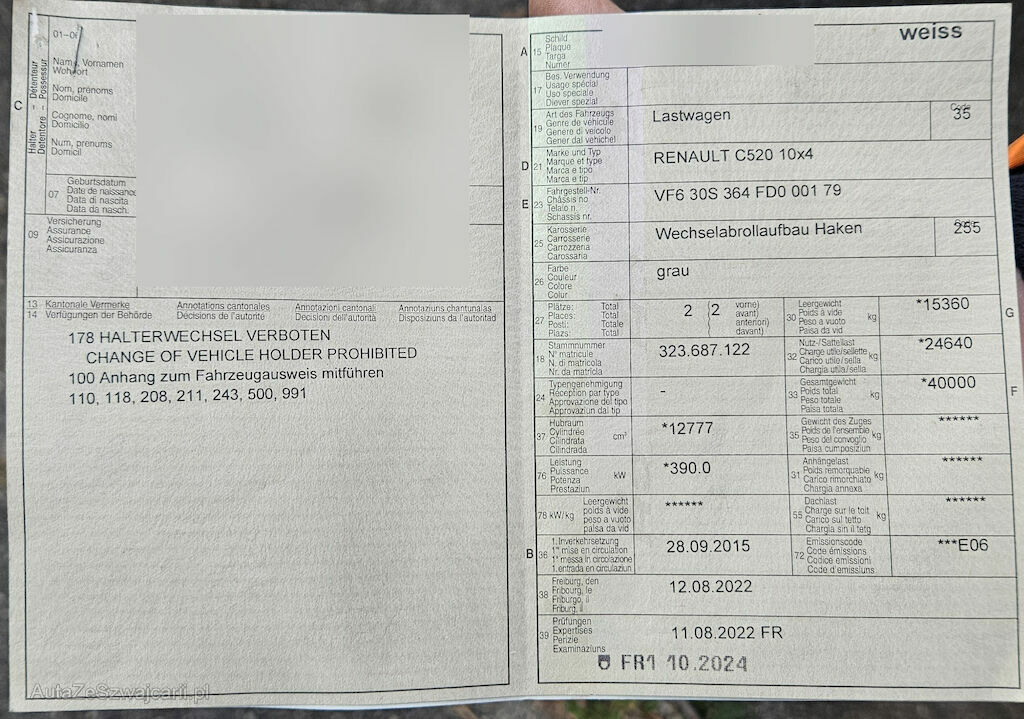 01-06
Name, Vornamen
Wohnort
Nom, prénoms
Domicile
Cognome, nomi
Domicilio
Num, prenums
Domicil
C
Halter – Détenteur
Detentore – Possessur
07
Geburtsdatum
Date de naissance
Data di nascita
Data da nasch.
09
Versicherung
Assurance
Assicurazione
Assicuranza
13 Kantonale Vermerke Annotations cantonales Annotazioni cantonali Annotaziuns chantunalas
14 Verfügungen der Behörde Décisions de l'autorité Decisioni dell'autorità Disposiziuns da l'autoritad
178 HALTERWECHSEL VERBOTEN
CHANGE OF VEHICLE HOLDER PROHIBITED
100 Anhang zum Fahrzeugausweis mitführen
110, 118, 208, 211, 243, 500, 991
A 15
Schild
Plaque
Targa
Numer
weiss
17
Bes. Verwendung
Usage spécial
Uso speciale
Diever spezial
19
Art des Fahrzeugs
Genre de véhicule
Genere di veicolo
Gener dal vehichel
Lastwagen
Code
35
D 21
Marke und Typ
Marque et type
Marca e tipo
Marca e tip
RENAULT C520 10x4
E 23
Fahrgestell-Nr.
Châssis no
Telaio n.
Schassis nr.
VF6 30S 364 FD0 001 79
25
Karosserie
Carrosserie
Carrozzeria
Carossaria
Wechselabrollaufbau Haken
Code
255
26
Farbe
Couleur
Colore
Colur
grau
27
Plätze: Total
Places: Total
Posti: Totale
Plazs: Total
2 2
vorne)
avant)
anteriori)
davant)
30
Leergewicht
Poids à vide
Peso a vuoto
Paisa da vid
kg
*15360
G
18
Stammnummer
N° matricule
N. di matricola
Nr. da matricla
323.687.122
32
Nutz-/Sattellast
Charge utile/sellette
Carico utile/sella
Chargia utila/sella
kg
*24640
24
Typengenehmigung
Réception par type
Approvazione del tipo
Approvaziun dal tip
-
33
Gesamtgewicht
Poids total
Peso totale
Paisa totala
kg
*40000
F
37
Hubraum
Cylindrée
Cilindrata
Cilindrada
cm³
*12777
35
Gewicht des Zuges
Poids de l'ensemble
Peso del convoglio
Paisa cumposiziun
kg
******
76
Leistung
Puissance
Potenza
Prestaziun
kW
*390.0
31
Anhängelast
Poids remorquable
Carico rimorchiato
Chargia annexa
kg
******
78 kW/kg
Leergewicht
poids à vide
peso a vuoto
paisa da vid
******
55
Dachlast
Charge sur le toit
Carico sul tetto
Chargia sin il tetg
kg
******
B 36
1. Inverkehrsetzung
1re mise en circulation
1a messa in circolazione
1. entrada en circulaziun
28.09.2015
72
Emissionscode
Code émissions
Codice emissioni
Code d'emissiuns
***E06
38
Freiburg, den
Fribourg, le
Friburgo, il
Friburg, il
12.08.2022
39
Prüfungen
Expertises
Perizie
Examinaziuns
11.08.2022 FR
FR1 10.2024
AutaZeSzwajcarii.pl